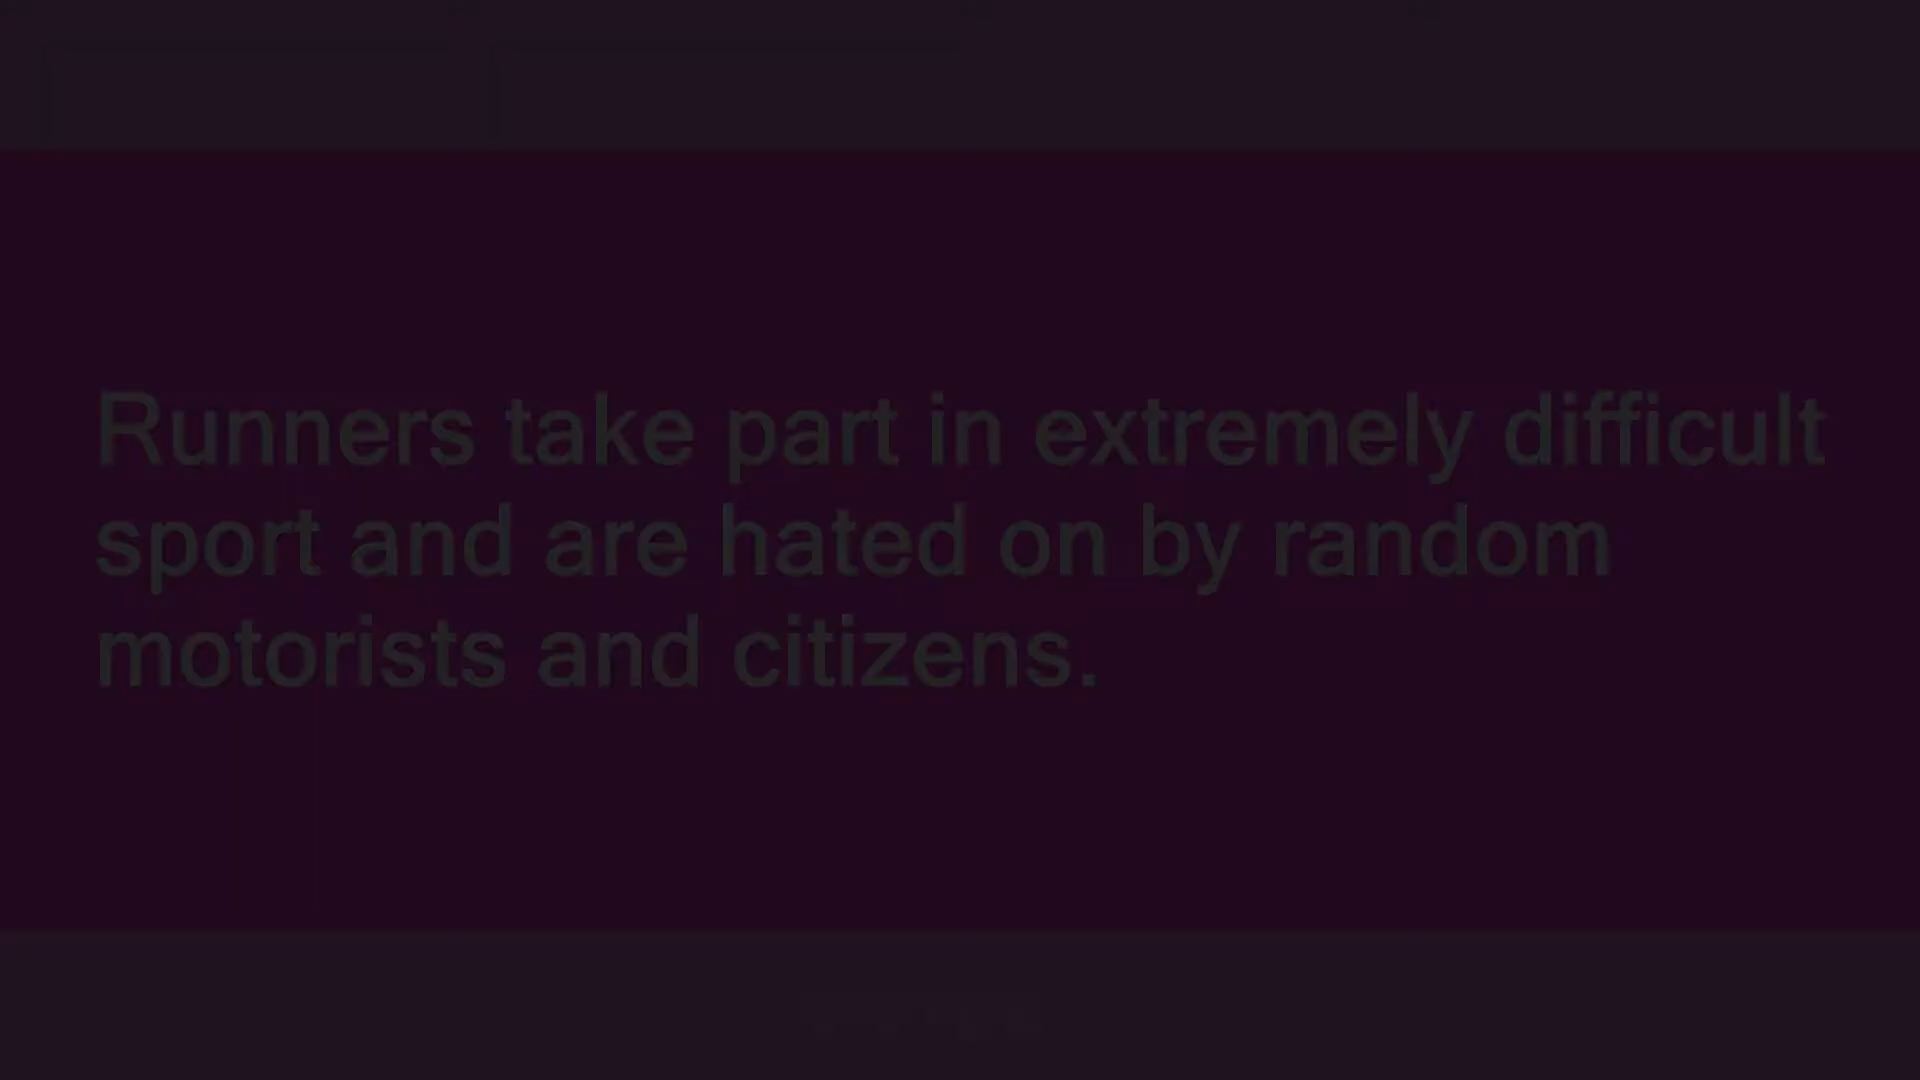 Runners take part in extremely difficult
sport and are hated on by random
motorists and citizens.